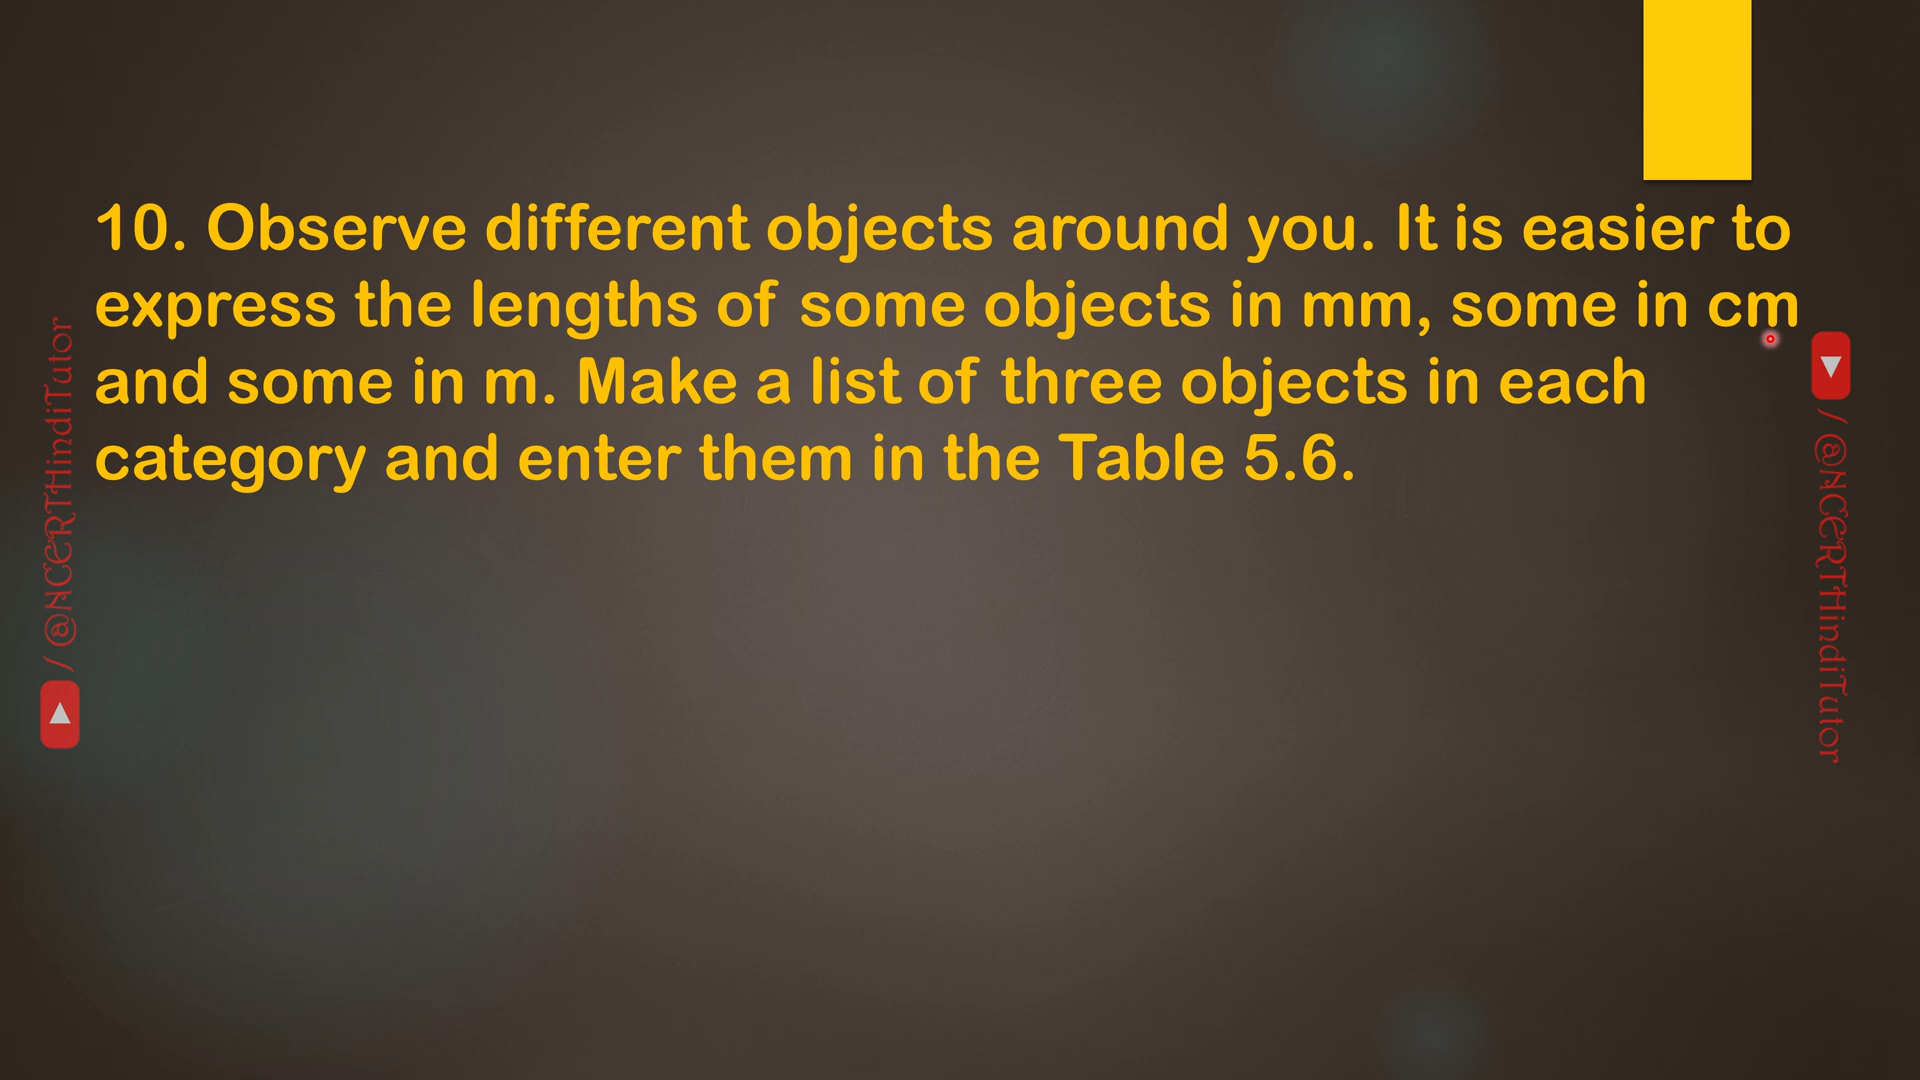 10. Observe different objects around you. It is easier to
express the lengths of some objects in mm, some in cm
and some in m. Make a list of three objects in each
category and enter them in the Table 5.6.
/ @NCERTHindiTutor
/ @NCERTHindiTutor